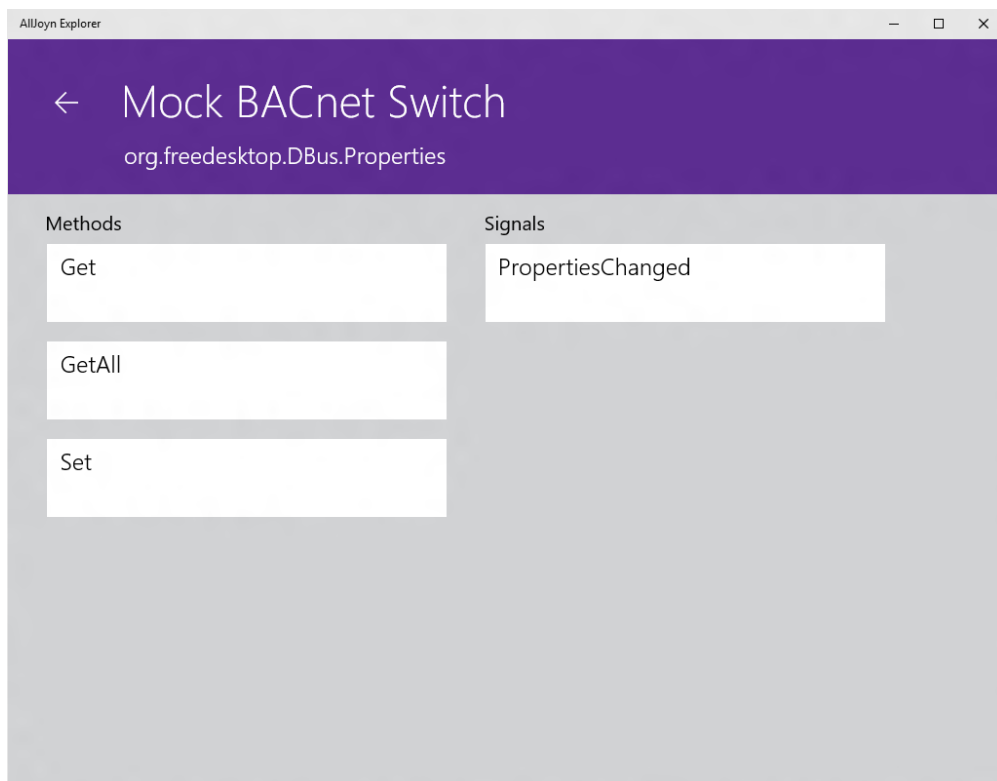 AllJoyn Explorer
Mock BACnet Switch
org.freedesktop.DBus.Properties
Methods
Get
GetAll
Set
Signals
PropertiesChanged